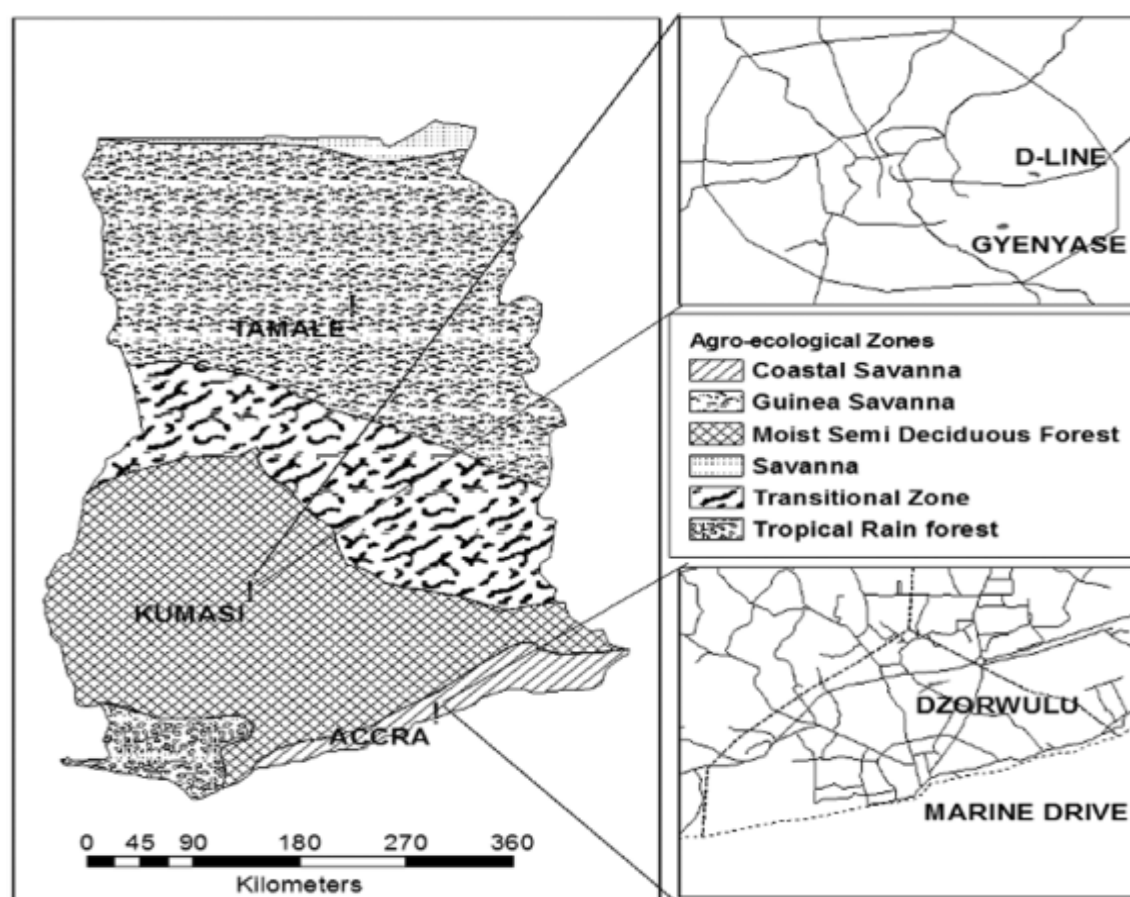 TAMALE
KUMASI
ACCRA
0 45 90 180 270 360
Kilometers
D-LINE
GYENYASE
Agro-ecological Zones
Coastal Savanna
Guinea Savanna
Moist Semi Deciduous Forest
Savanna
Transitional Zone
Tropical Rain forest
DZORWULU
MARINE DRIVE